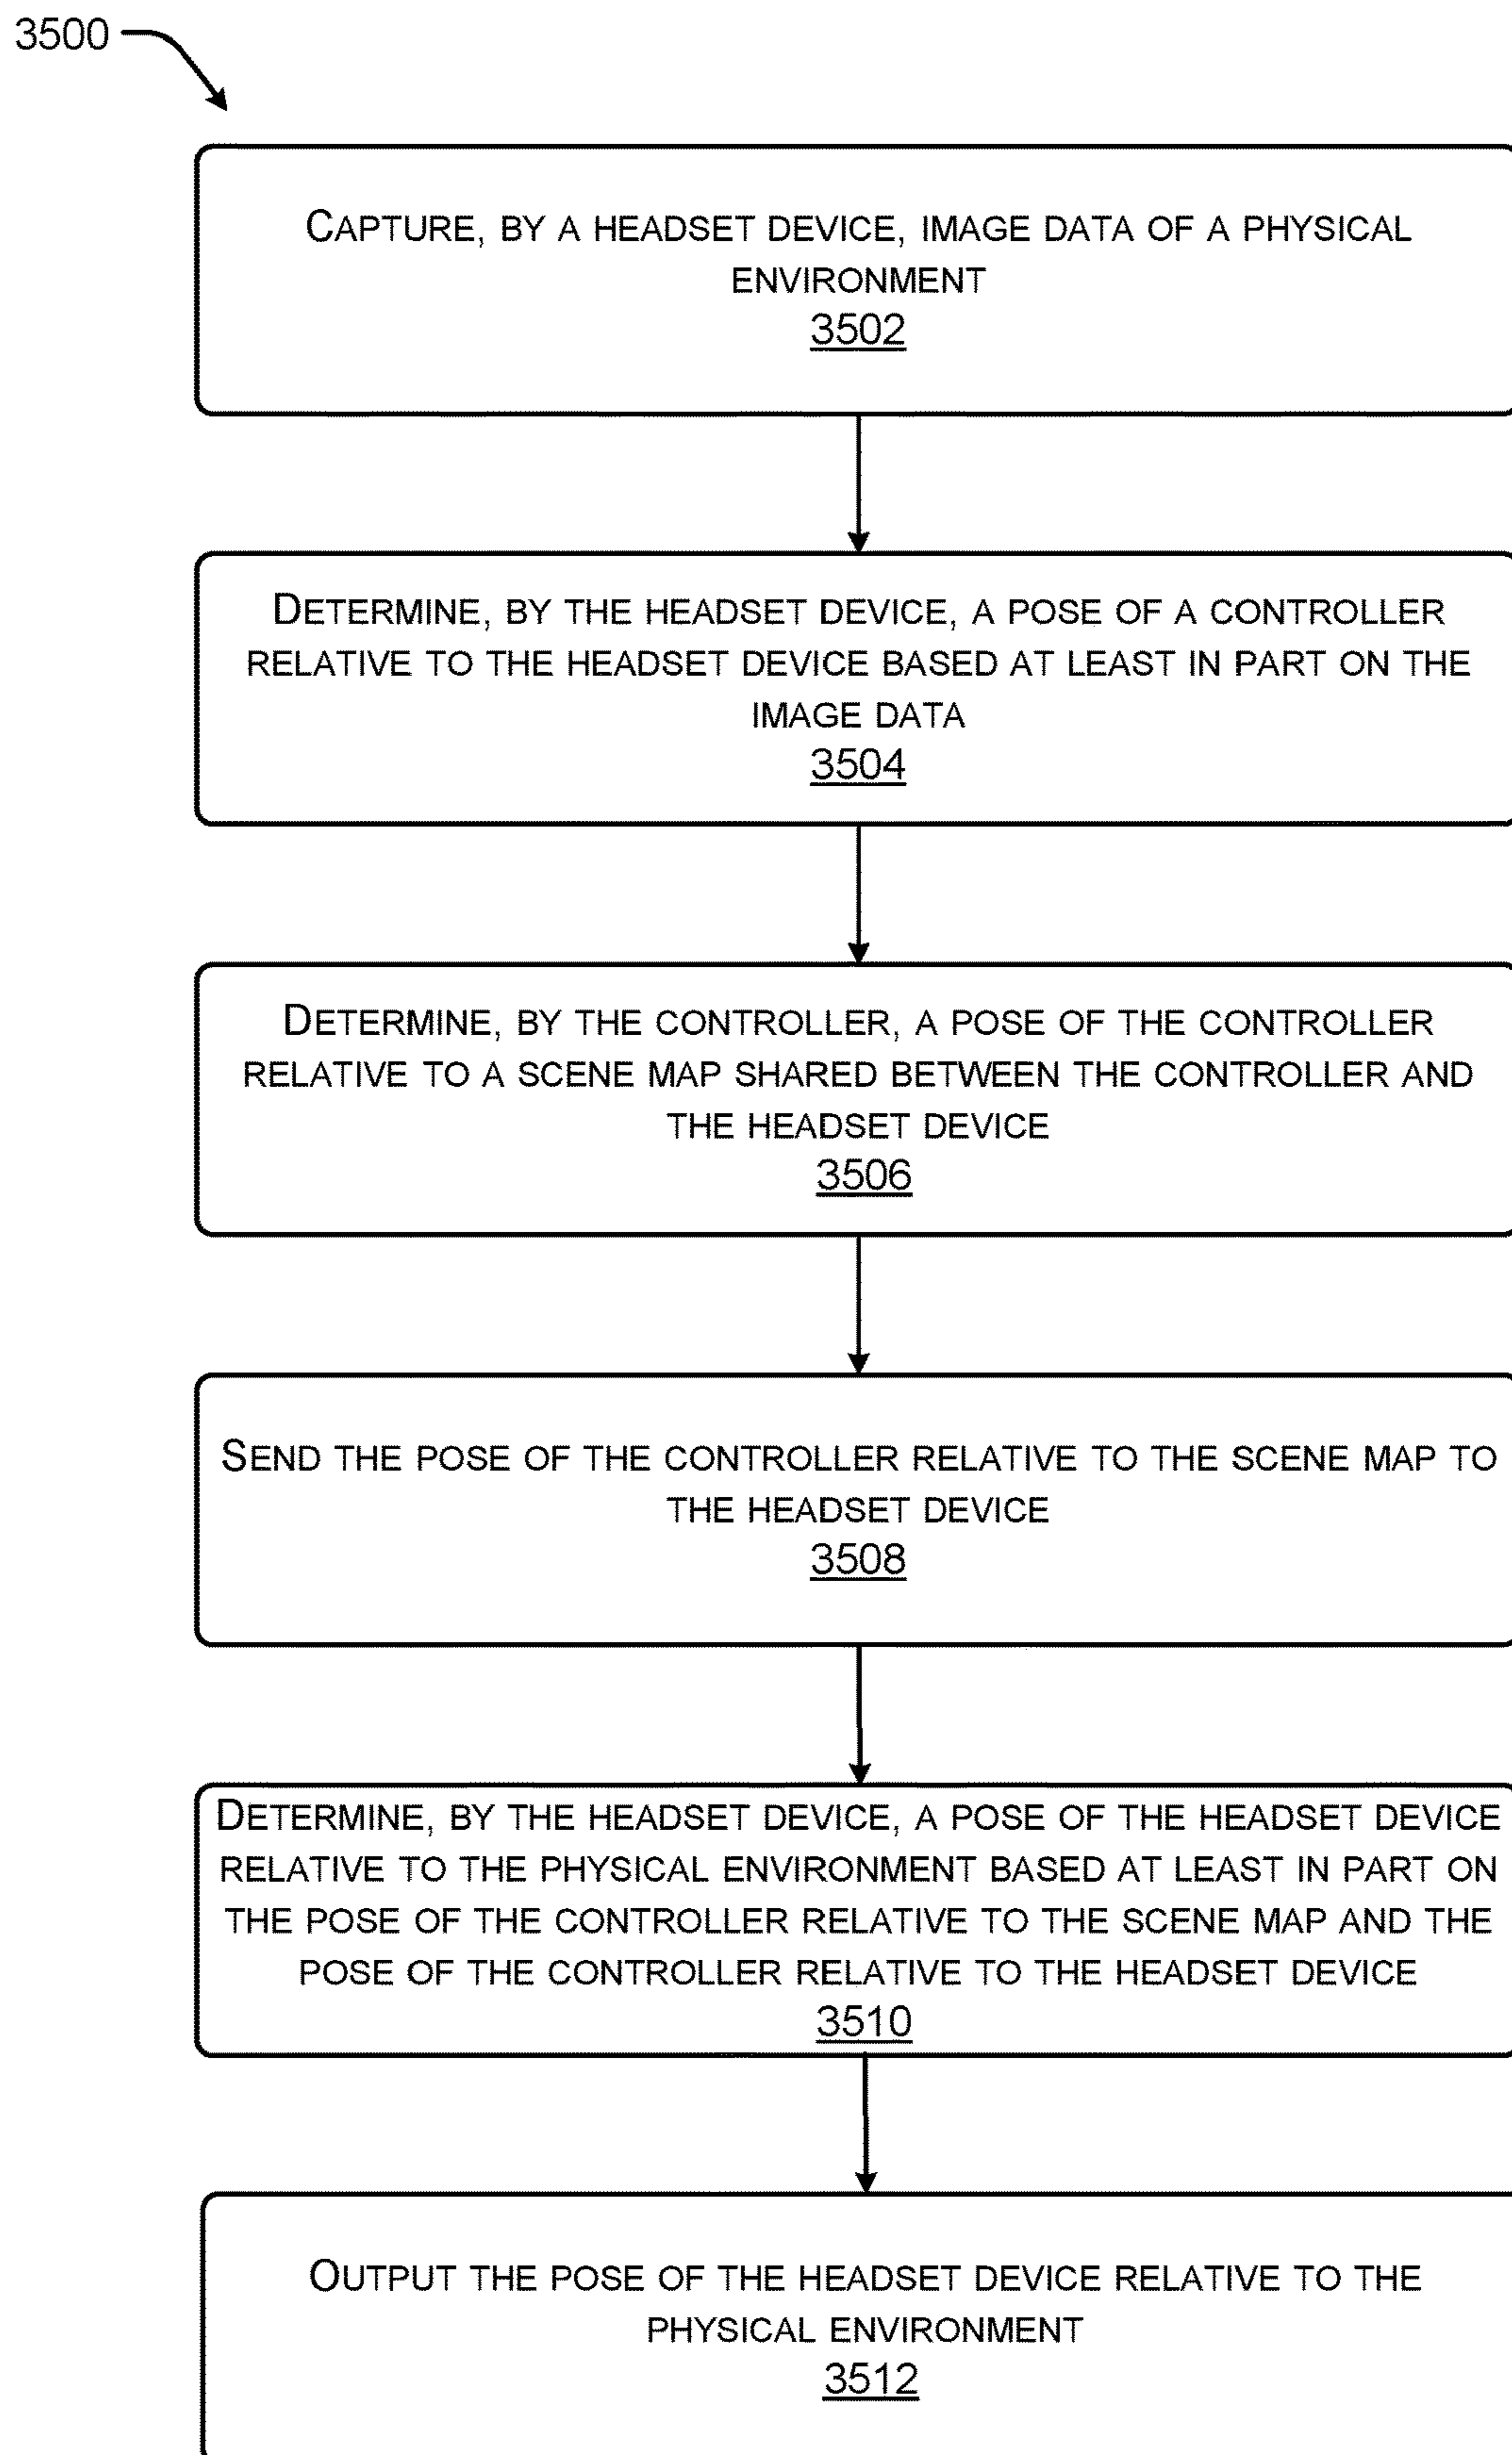 3500
CAPTURE, BY A HEADSET DEVICE, IMAGE DATA OF A PHYSICAL
ENVIRONMENT
3502
DETERMINE, BY THE HEADSET DEVICE, A POSE OF A CONTROLLER
RELATIVE TO THE HEADSET DEVICE BASED AT LEAST IN PART ON THE
IMAGE DATA
3504
DETERMINE, BY THE CONTROLLER, A POSE OF THE CONTROLLER
RELATIVE TO A SCENE MAP SHARED BETWEEN THE CONTROLLER AND
THE HEADSET DEVICE
3506
SEND THE POSE OF THE CONTROLLER RELATIVE TO THE SCENE MAP TO
THE HEADSET DEVICE
3508
DETERMINE, BY THE HEADSET DEVICE, A POSE OF THE HEADSET DEVICE
RELATIVE TO THE PHYSICAL ENVIRONMENT BASED AT LEAST IN PART ON
THE POSE OF THE CONTROLLER RELATIVE TO THE SCENE MAP AND THE
POSE OF THE CONTROLLER RELATIVE TO THE HEADSET DEVICE
3510
OUTPUT THE POSE OF THE HEADSET DEVICE RELATIVE TO THE
PHYSICAL ENVIRONMENT
3512